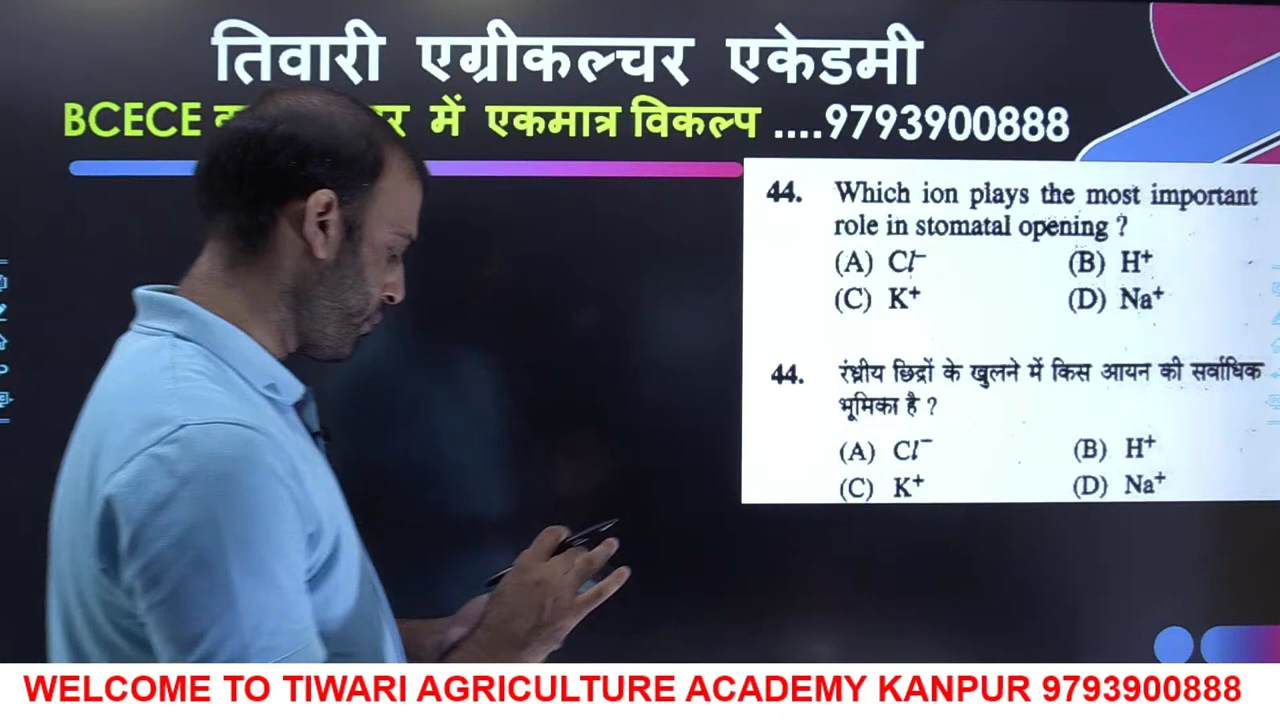 तिवारी एग्रीकल्चर एकेडमी
BCECE में एकमात्र विकल्प ....9793900888
44. Which ion plays the most important
role in stomatal opening ?
(A) Cl⁻ (B) H⁺
(C) K⁺ (D) Na⁺
44. रंध्रीय छिद्रों के खुलने में किस आयन की सर्वाधिक
भूमिका है ?
(A) Cl⁻ (B) H⁺
(C) K⁺ (D) Na⁺
WELCOME TO TIWARI AGRICULTURE ACADEMY KANPUR 9793900888